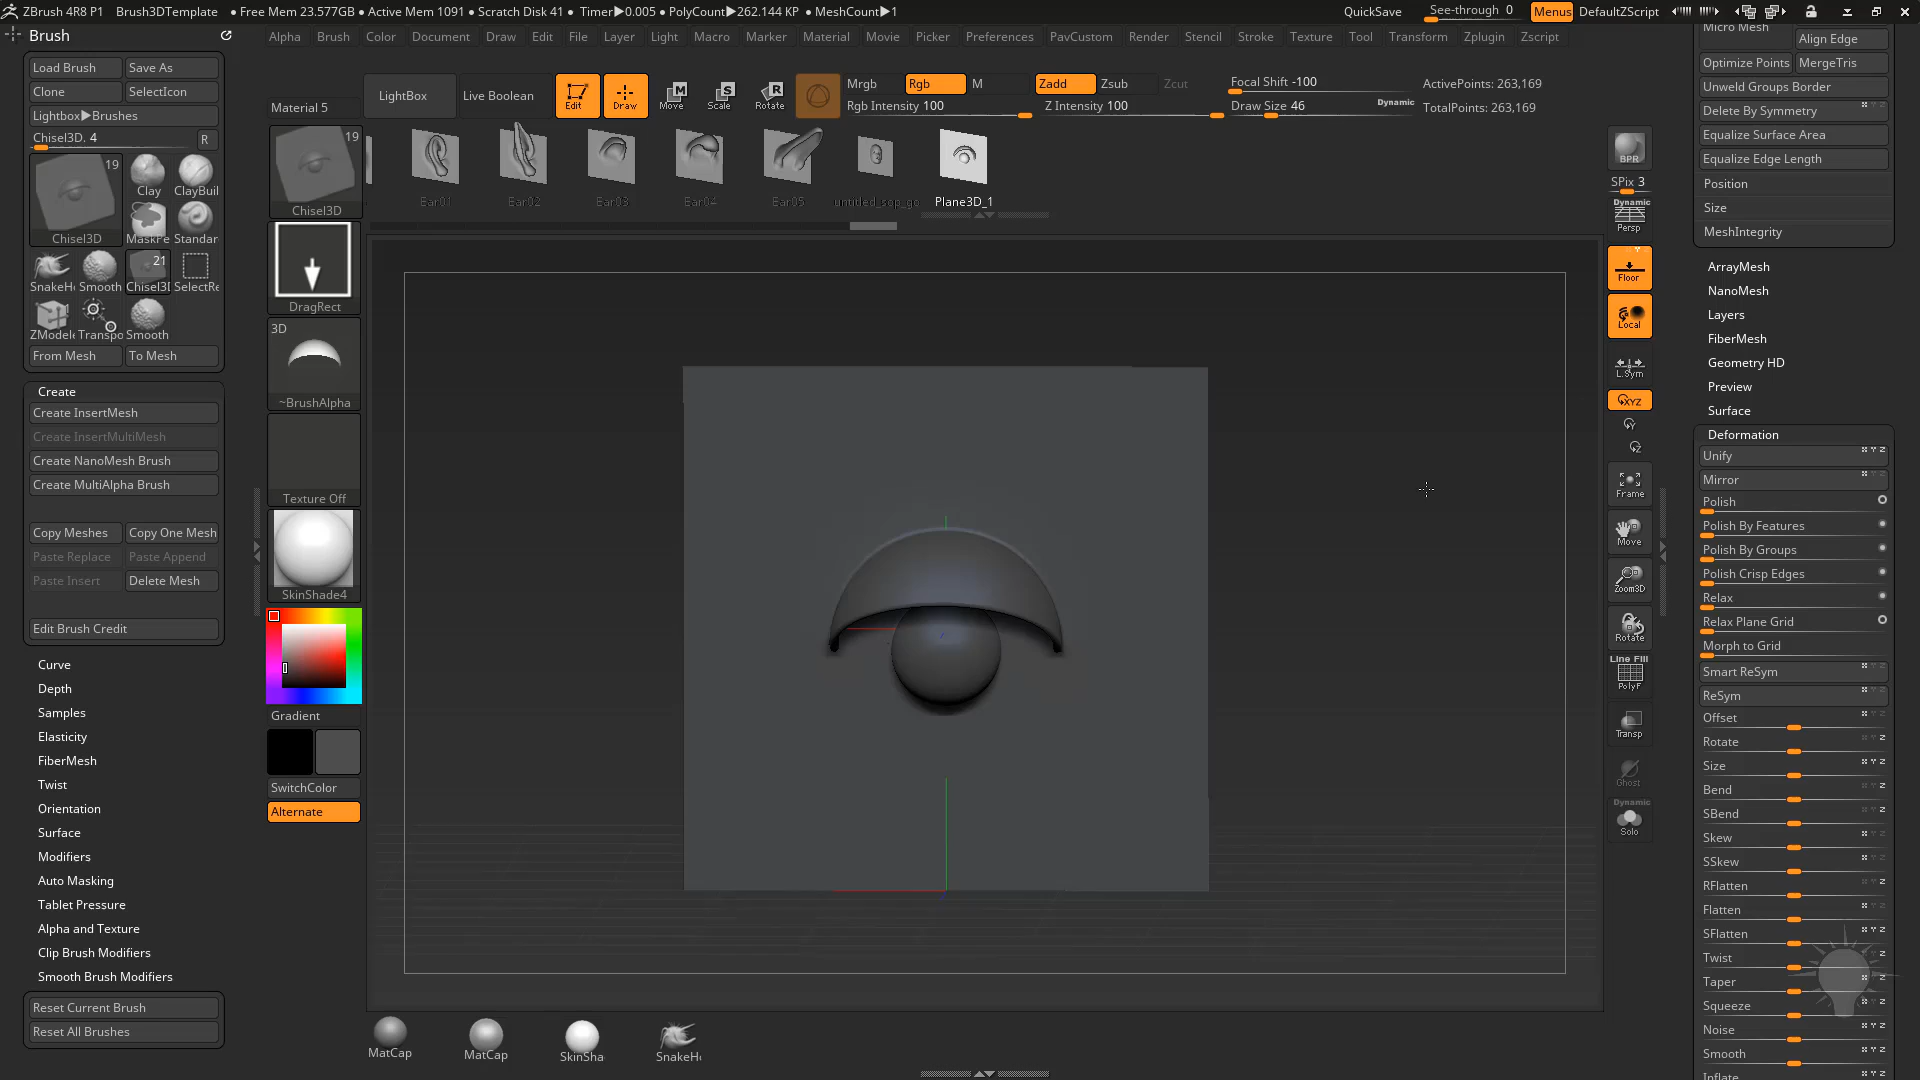 ZBrush 4R8 P1 Brush3DTemplate • Free Mem 23.577GB • Active Mem 1091 • Scratch Disk 41 • Timer▶0.005 • PolyCount▶262.144 KP • MeshCount▶1 QuickSave See-through 0 Menus DefaultZScript
Brush
Alpha Brush Color Document Draw Edit File Layer Light Macro Marker Material Movie Picker Preferences PavCustom Render Stencil Stroke Texture Tool Transform Zplugin Zscript
Load Brush Save As
Clone SelectIcon
Lightbox▶Brushes
Chisel3D. 4 R
19
Chisel3D
Clay
ClayBuil
MaskPe
Standar
SnakeH
Smooth
21
Chisel3I
SelectRe
ZModel
Transpo
Smooth
From Mesh To Mesh
Create
Create InsertMesh
Create InsertMultiMesh
Create NanoMesh Brush
Create MultiAlpha Brush
Copy Meshes Copy One Mesh
Paste Replace Paste Append
Paste Insert Delete Mesh
Edit Brush Credit
Curve
Depth
Samples
Elasticity
FiberMesh
Twist
Orientation
Surface
Modifiers
Auto Masking
Tablet Pressure
Alpha and Texture
Clip Brush Modifiers
Smooth Brush Modifiers
Reset Current Brush
Reset All Brushes
Material 5
LightBox
Live Boolean
Edit
Draw
Move
Scale
Rotate
Mrgb Rgb M
Rgb Intensity 100
Zadd Zsub Zcut
Z Intensity 100
Focal Shift -100
Draw Size 46
Dynamic
ActivePoints: 263,169
TotalPoints: 263,169
19
Chisel3D
DragRect
3D
~BrushAlpha
Texture Off
SkinShade4
Gradient
SwitchColor
Alternate
Ear01
Ear02
Ear03
Ear04
Ear05
Plane3D_1
MatCap
MatCap
SkinSha
SnakeH
BPR
SPix 3
Dynamic
Persp
Floor
Local
L.Sym
XYZ
Y
Z
Frame
Move
Zoom3D
Rotate
Line Fill
PolyF
Transp
Ghost
Dynamic
Solo
Micro Mesh
Align Edge
Optimize Points MergeTris
Unweld Groups Border
Delete By Symmetry
Equalize Surface Area
Equalize Edge Length
Position
Size
MeshIntegrity
ArrayMesh
NanoMesh
Layers
FiberMesh
Geometry HD
Preview
Surface
Deformation
Unify
Mirror
Polish
Polish By Features
Polish By Groups
Polish Crisp Edges
Relax
Relax Plane Grid
Morph to Grid
Smart ReSym
ReSym
Offset
Rotate
Size
Bend
SBend
Skew
SSkew
RFlatten
Flatten
SFlatten
Twist
Taper
Squeeze
Noise
Smooth
Inflate